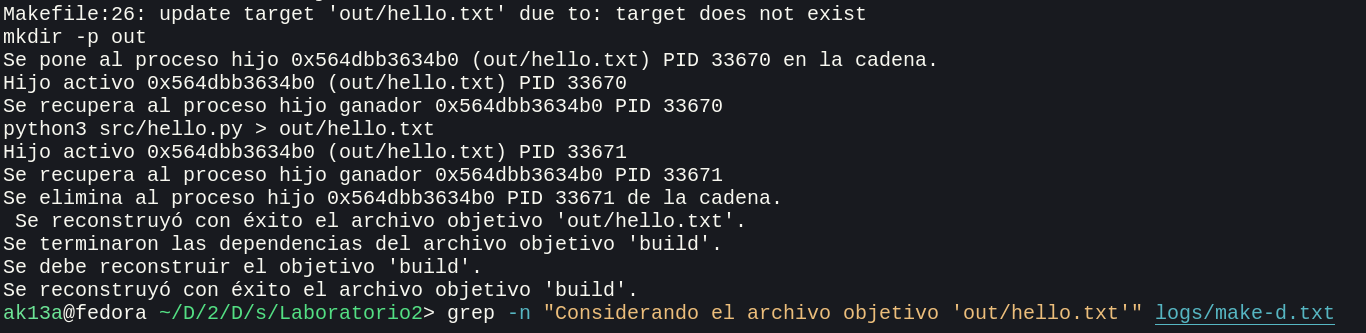 Makefile:26: update target 'out/hello.txt' due to: target does not exist
mkdir -p out
Se pone al proceso hijo 0x564dbb3634b0 (out/hello.txt) PID 33670 en la cadena.
Hijo activo 0x564dbb3634b0 (out/hello.txt) PID 33670
Se recupera al proceso hijo ganador 0x564dbb3634b0 PID 33670
python3 src/hello.py > out/hello.txt
Hijo activo 0x564dbb3634b0 (out/hello.txt) PID 33671
Se recupera al proceso hijo ganador 0x564dbb3634b0 PID 33671
Se elimina al proceso hijo 0x564dbb3634b0 PID 33671 de la cadena.
 Se reconstruyó con éxito el archivo objetivo 'out/hello.txt'.
Se terminaron las dependencias del archivo objetivo 'build'.
Se debe reconstruir el objetivo 'build'.
Se reconstruyó con éxito el archivo objetivo 'build'.
ak13a@fedora ~/D/2/D/s/Laboratorio2> grep -n "Considerando el archivo objetivo 'out/hello.txt'" logs/make-d.txt